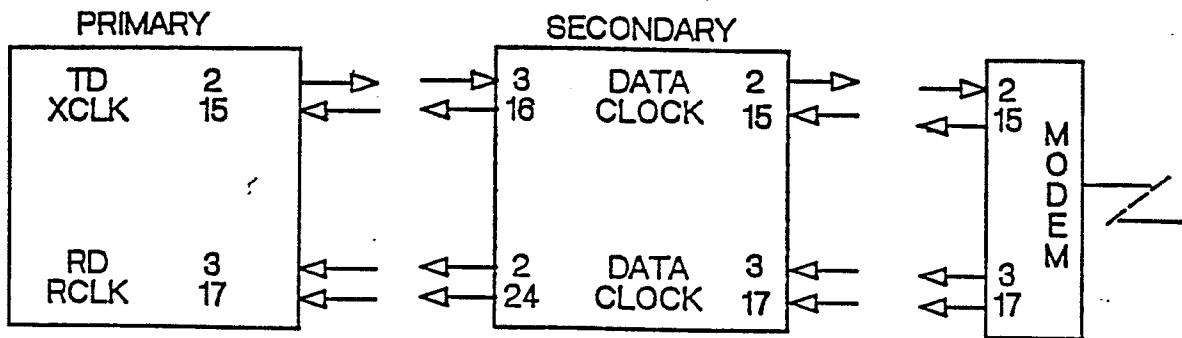 PRIMARY SECONDARY
TD 2 3 DATA 2 2
XCLK 15 16 CLOCK 15 15
MODEM
RD 3 2 DATA 3 3
RCLK 17 24 CLOCK 17 17